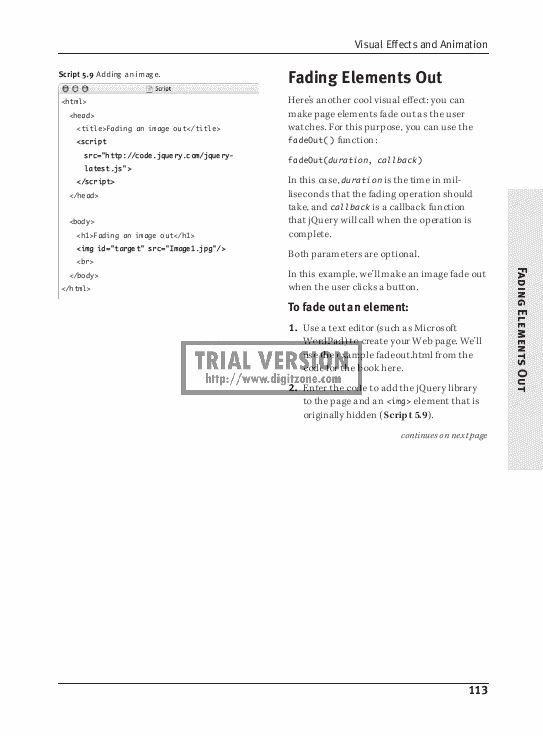 Visual Effects and Animation
Script 5.9 Adding an image.
Script
<html>
<head>
<title>Fading an image out</title>
<script
src="http://code.jquery.com/jquery-
latest.js">
</script>
</head>
<body>
<h1>Fading an image out</h1>
<img id="target" src="Image1.jpg"/>
<br>
</body>
</html>
Fading Elements Out
Here's another cool visual effect: you can
make page elements fade out as the user
watches. For this purpose, you can use the
fadeOut() function:
fadeOut(duration, callback)
In this case, duration is the time in mil-
liseconds that the fading operation should
take, and callback is a callback function
that jQuery will call when the operation is
complete.
Both parameters are optional.
In this example, we'll make an image fade out
when the user clicks a button.
To fade out an element:
1. Use a text editor (such as Microsoft
WordPad) to create your Web page. We'll
use the example fadeout.html from the
code for the book here.
2. Enter the code to add the jQuery library
to the page and an <img> element that is
originally hidden (Script 5.9).
continues on next page
TRIAL VERSION
http://www.digitzone.com
Fading Elements Out
113